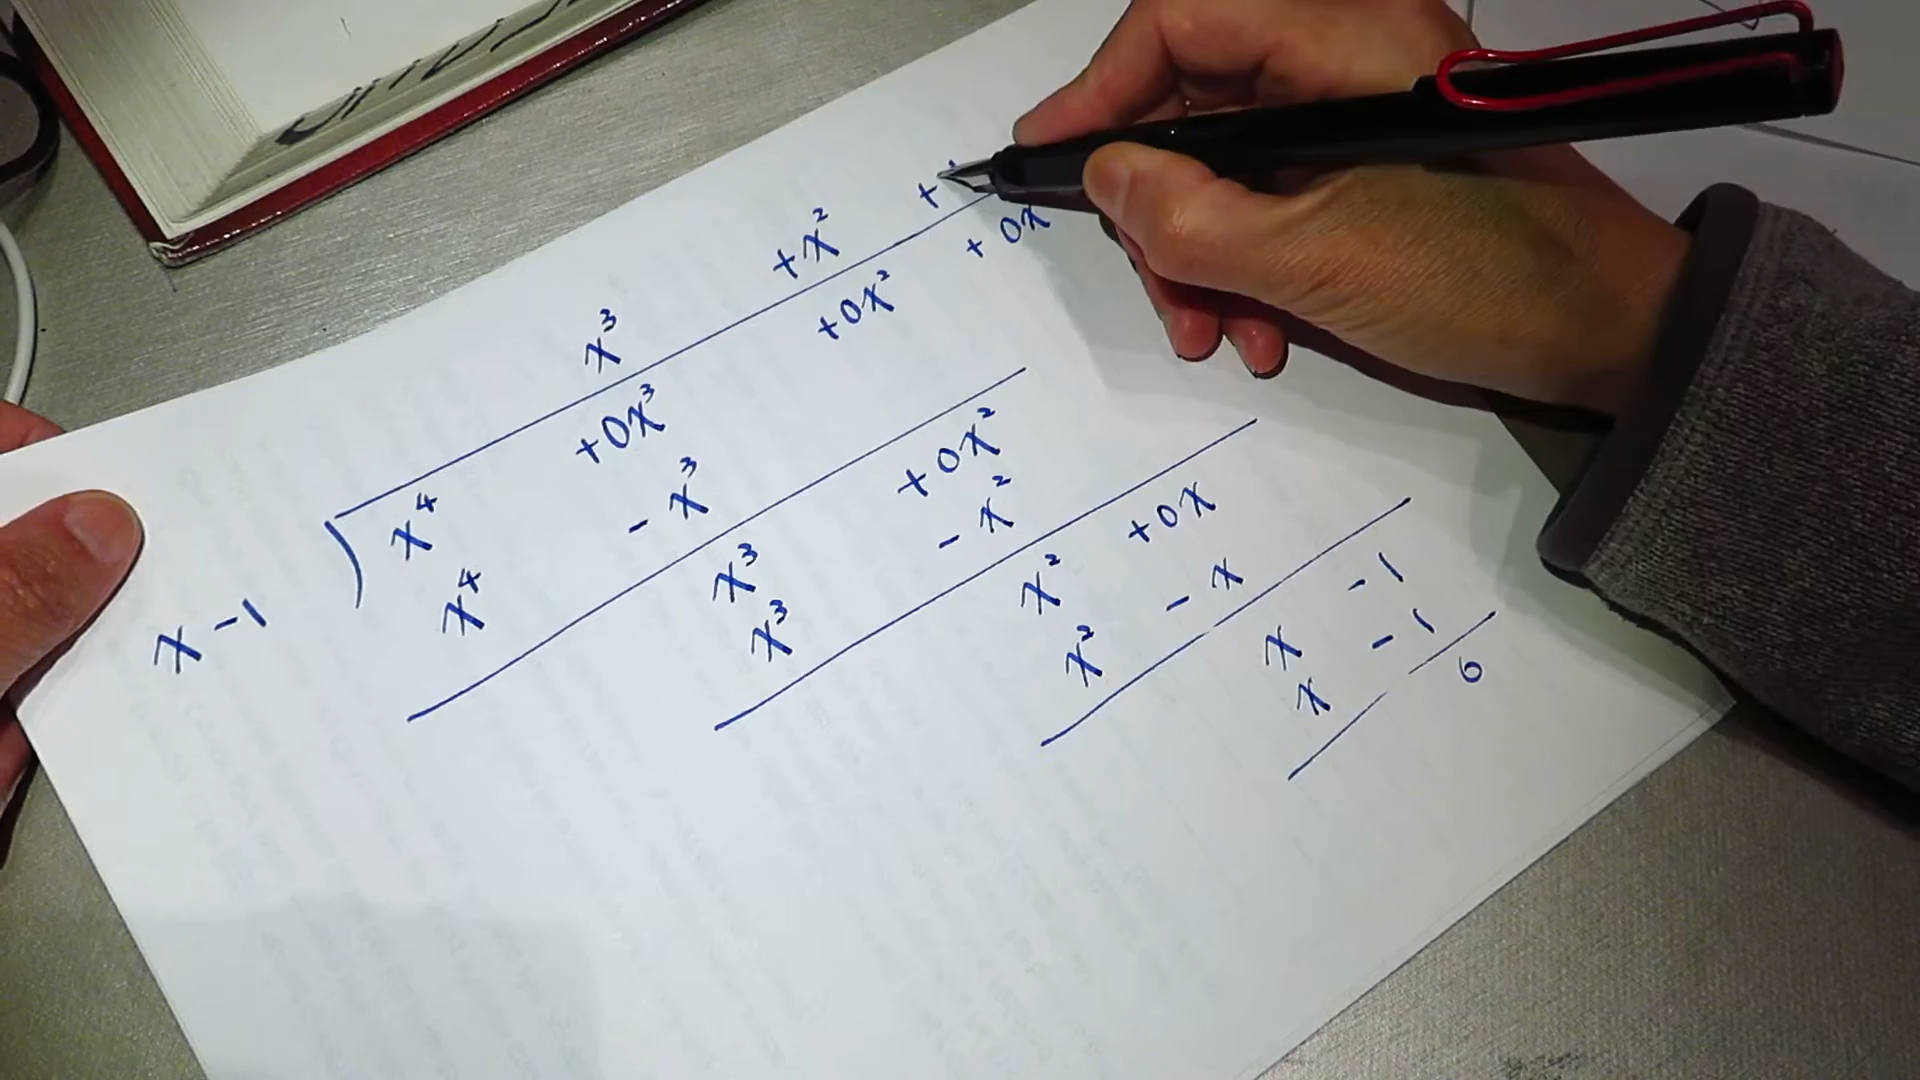 x³ +x² +
x-1 ) x⁴ +0x³ +0x² +0x
x⁴ -x³
x³ +0x²
x³ -x²
x² +0x
x² -x
x -1
x -1
0